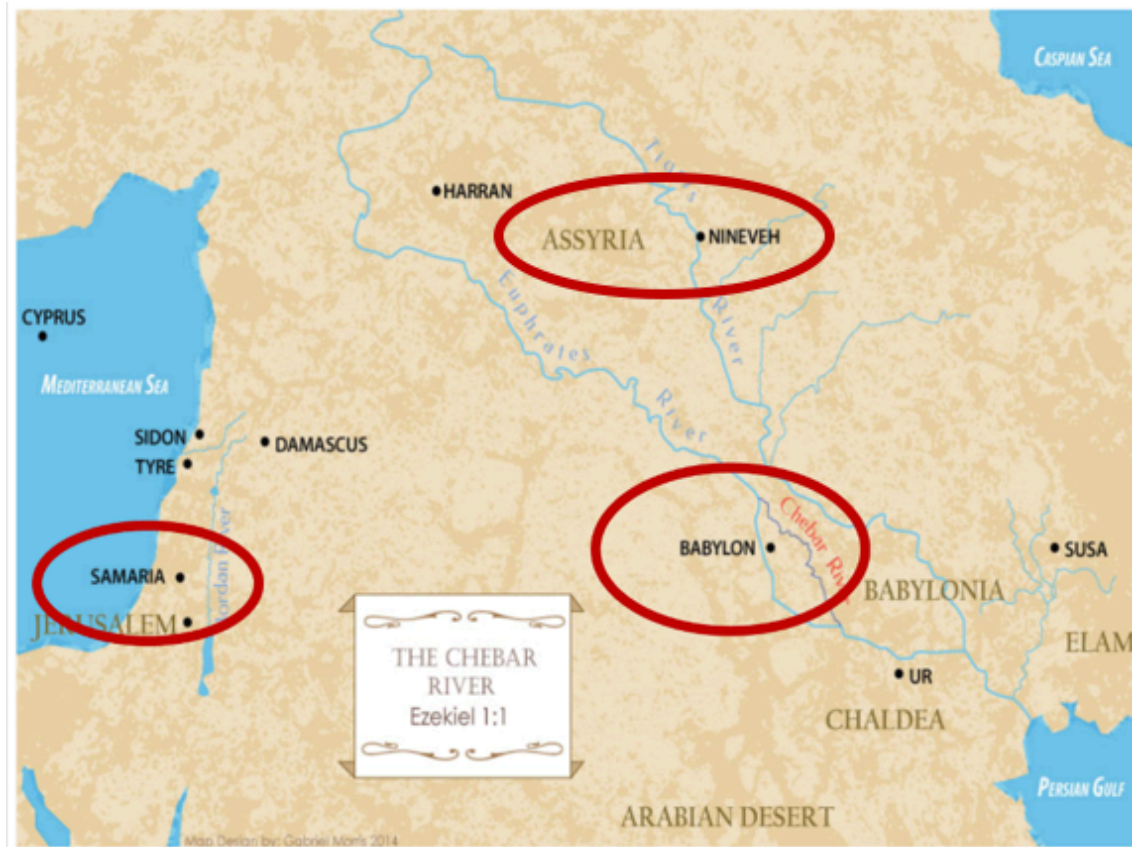 CASPIAN SEA
Tigris
HARRAN
ASSYRIA
NINEVEH
Euphrates
River
CYPRUS
MEDITERRANEAN SEA
River
SIDON
DAMASCUS
TYRE
Jordan River
Chebar River
BABYLON
SUSA
SAMARIA
BABYLONIA
JERUSALEM
ELAM
THE CHEBAR
RIVER
Ezekiel 1:1
UR
CHALDEA
PERSIAN GULF
ARABIAN DESERT
Map Design by: Gabriel Morris 2014